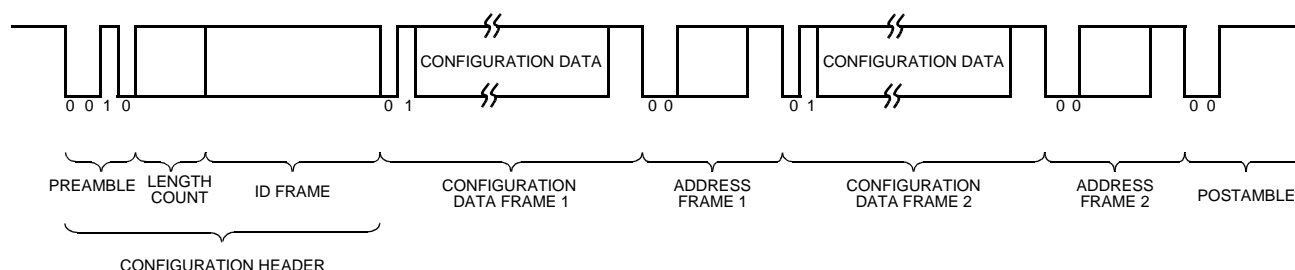 CONFIGURATION DATA
CONFIGURATION DATA
0 0 1 0
0 1
0 0
0 1
0 0
0 0
PREAMBLE
LENGTH
COUNT
ID FRAME
CONFIGURATION
DATA FRAME 1
ADDRESS
FRAME 1
CONFIGURATION
DATA FRAME 2
ADDRESS
FRAME 2
POSTAMBLE
CONFIGURATION HEADER